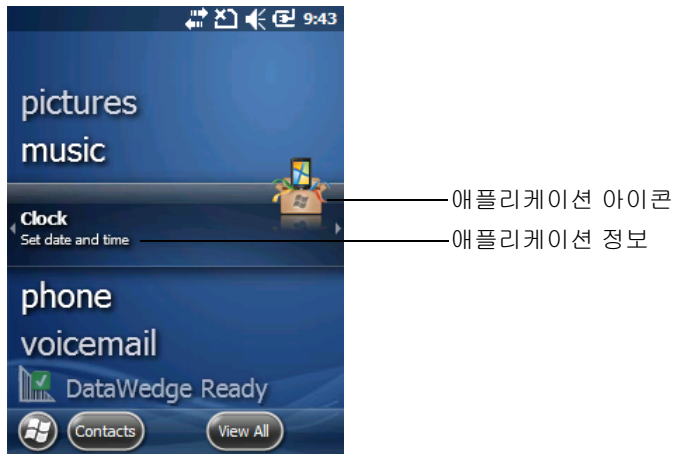 9:43
pictures
music
애플리케이션 아이콘
Clock
Set date and time
애플리케이션 정보
phone
voicemail
DataWedge Ready
Contacts
View All